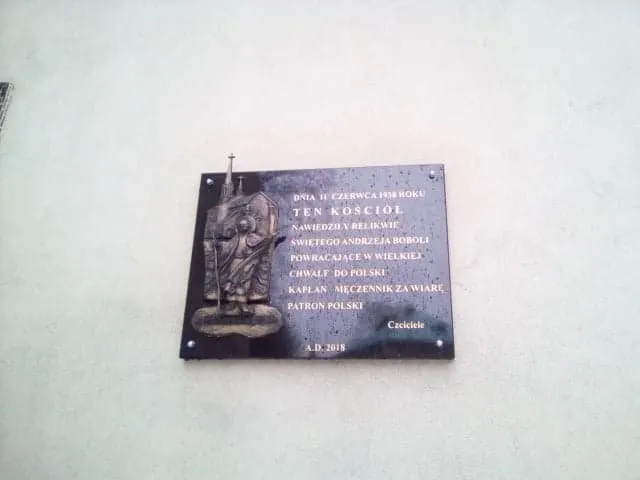 DNIA 11 CZERWCA 1938 ROKU
TEN KOŚCIÓŁ
NAWIEDZIŁY RELIKWIE
ŚWIĘTEGO ANDRZEJA BOBOLI
POWRACAJĄCE W WIELKIEJ
CHWALE DO POLSKI
KAPŁAN MĘCZENNIK ZA WIARĘ
PATRON POLSKI
Czciciele
A.D. 2018